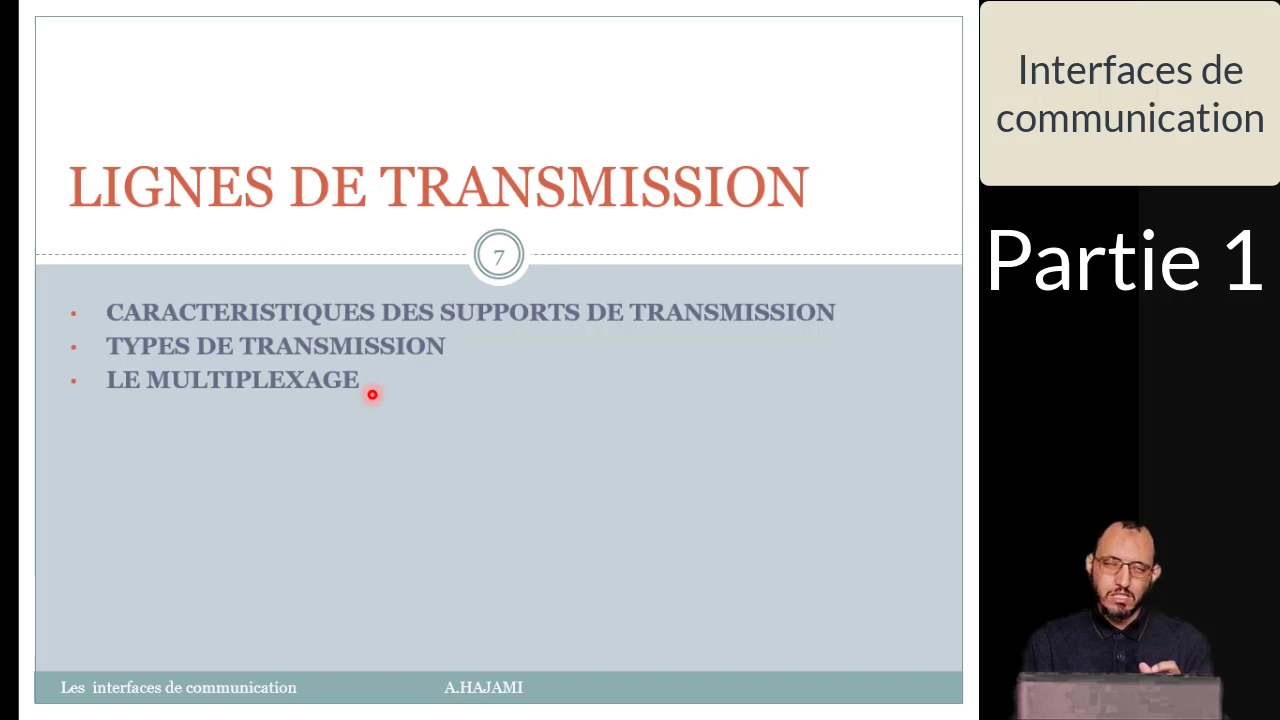 LIGNES DE TRANSMISSION
7
• CARACTERISTIQUES DES SUPPORTS DE TRANSMISSION
• TYPES DE TRANSMISSION
• LE MULTIPLEXAGE
Les interfaces de communication A.HAJAMI
Interfaces de
communication
Partie 1